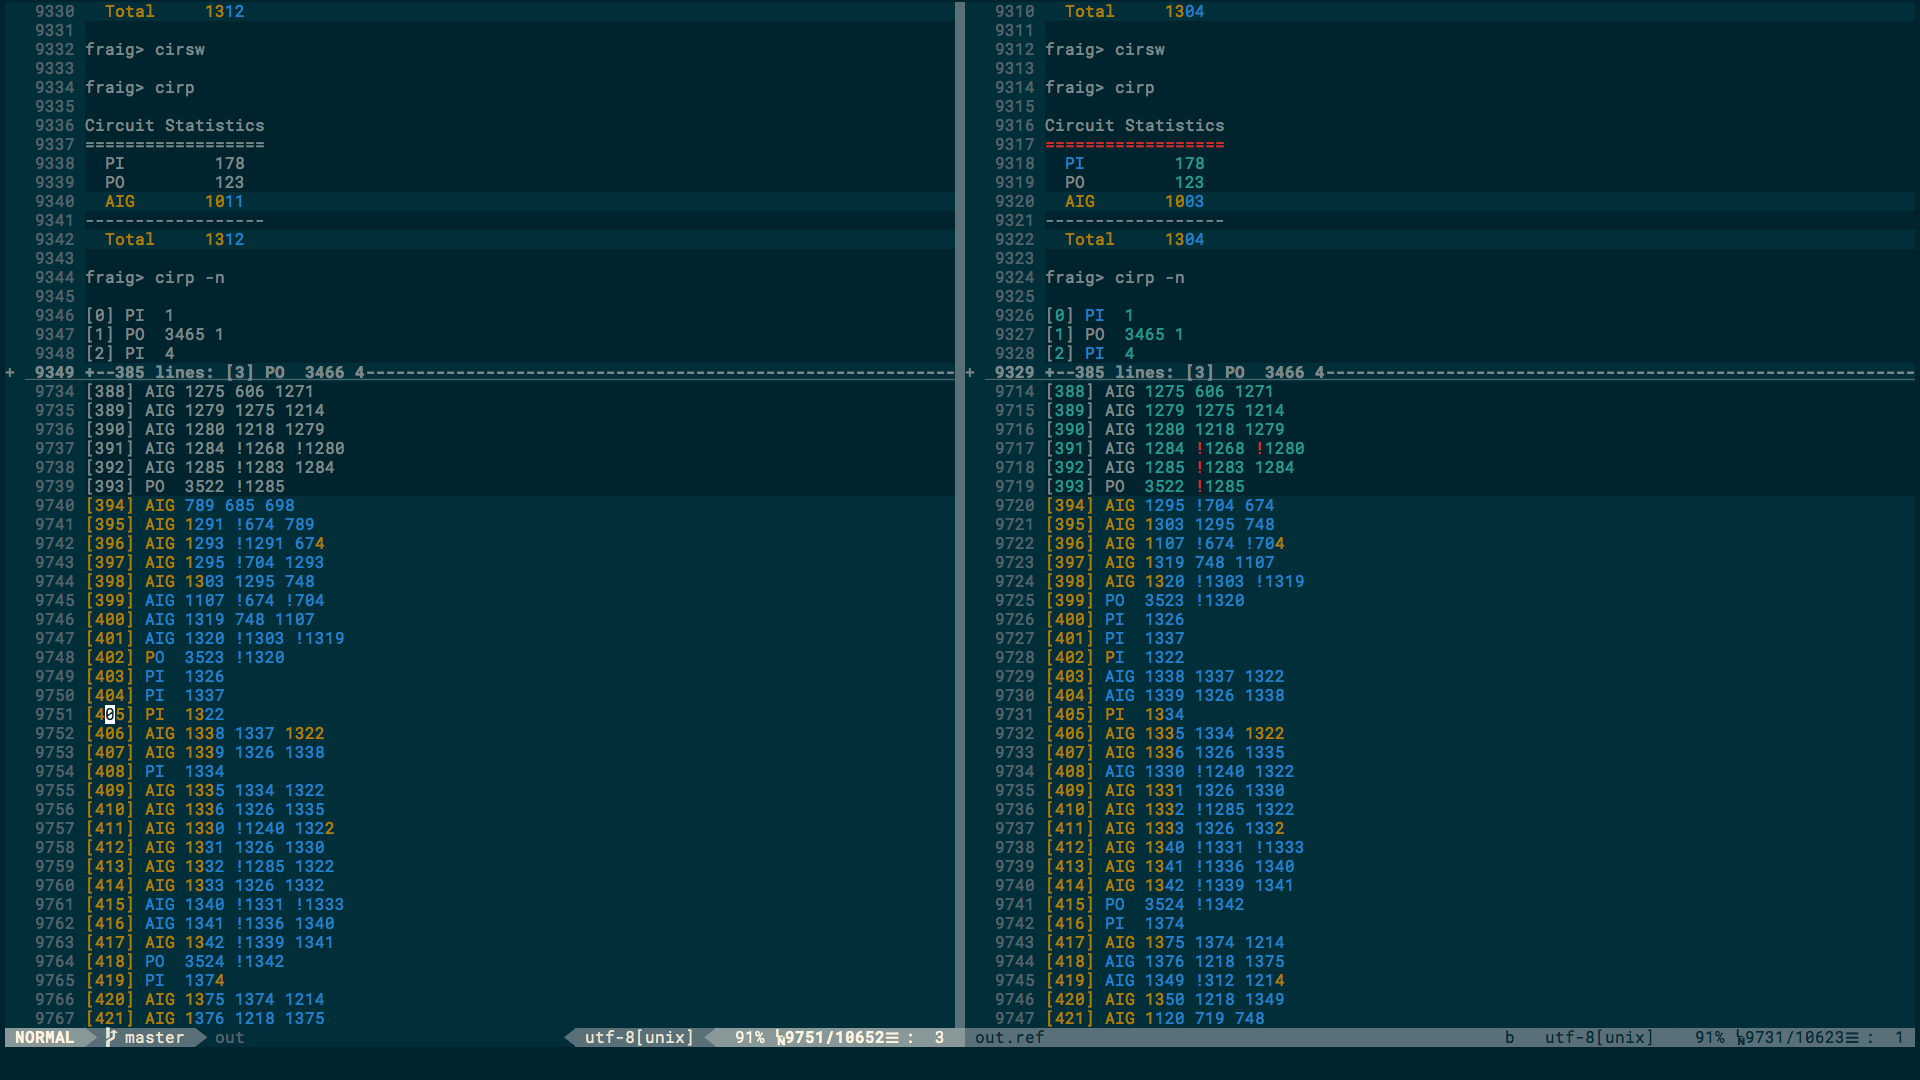 9330   Total     1312
9331
9332 fraig> cirsw
9333
9334 fraig> cirp
9335
9336 Circuit Statistics
9337 ==================
9338   PI         178
9339   PO         123
9340   AIG       1011
9341 ------------------
9342   Total     1312
9343
9344 fraig> cirp -n
9345
9346 [0] PI  1
9347 [1] PO  3465 1
9348 [2] PI  4
+ 9349 +--385 lines: [3] PO  3466 4-----------------------------------------------------------
9734 [388] AIG 1275 606 1271
9735 [389] AIG 1279 1275 1214
9736 [390] AIG 1280 1218 1279
9737 [391] AIG 1284 !1268 !1280
9738 [392] AIG 1285 !1283 1284
9739 [393] PO  3522 !1285
9740 [394] AIG 789 685 698
9741 [395] AIG 1291 !674 789
9742 [396] AIG 1293 !1291 674
9743 [397] AIG 1295 !704 1293
9744 [398] AIG 1303 1295 748
9745 [399] AIG 1107 !674 !704
9746 [400] AIG 1319 748 1107
9747 [401] AIG 1320 !1303 !1319
9748 [402] PO  3523 !1320
9749 [403] PI  1326
9750 [404] PI  1337
9751 [405] PI  1322
9752 [406] AIG 1338 1337 1322
9753 [407] AIG 1339 1326 1338
9754 [408] PI  1334
9755 [409] AIG 1335 1334 1322
9756 [410] AIG 1336 1326 1335
9757 [411] AIG 1330 !1240 1322
9758 [412] AIG 1331 1326 1330
9759 [413] AIG 1332 !1285 1322
9760 [414] AIG 1333 1326 1332
9761 [415] AIG 1340 !1331 !1333
9762 [416] AIG 1341 !1336 1340
9763 [417] AIG 1342 !1339 1341
9764 [418] PO  3524 !1342
9765 [419] PI  1374
9766 [420] AIG 1375 1374 1214
9767 [421] AIG 1376 1218 1375
NORMAL master out utf-8[unix] 91% 9751/10652 : 3
9310   Total     1304
9311
9312 fraig> cirsw
9313
9314 fraig> cirp
9315
9316 Circuit Statistics
9317 ==================
9318   PI         178
9319   PO         123
9320   AIG       1003
9321 ------------------
9322   Total     1304
9323
9324 fraig> cirp -n
9325
9326 [0] PI  1
9327 [1] PO  3465 1
9328 [2] PI  4
+ 9329 +--385 lines: [3] PO  3466 4-----------------------------------------------------------
9714 [388] AIG 1275 606 1271
9715 [389] AIG 1279 1275 1214
9716 [390] AIG 1280 1218 1279
9717 [391] AIG 1284 !1268 !1280
9718 [392] AIG 1285 !1283 1284
9719 [393] PO  3522 !1285
9720 [394] AIG 1295 !704 674
9721 [395] AIG 1303 1295 748
9722 [396] AIG 1107 !674 !704
9723 [397] AIG 1319 748 1107
9724 [398] AIG 1320 !1303 !1319
9725 [399] PO  3523 !1320
9726 [400] PI  1326
9727 [401] PI  1337
9728 [402] PI  1322
9729 [403] AIG 1338 1337 1322
9730 [404] AIG 1339 1326 1338
9731 [405] PI  1334
9732 [406] AIG 1335 1334 1322
9733 [407] AIG 1336 1326 1335
9734 [408] AIG 1330 !1240 1322
9735 [409] AIG 1331 1326 1330
9736 [410] AIG 1332 !1285 1322
9737 [411] AIG 1333 1326 1332
9738 [412] AIG 1340 !1331 !1333
9739 [413] AIG 1341 !1336 1340
9740 [414] AIG 1342 !1339 1341
9741 [415] PO  3524 !1342
9742 [416] PI  1374
9743 [417] AIG 1375 1374 1214
9744 [418] AIG 1376 1218 1375
9745 [419] AIG 1349 !312 1214
9746 [420] AIG 1350 1218 1349
9747 [421] AIG 1120 719 748
out.ref b utf-8[unix] 91% 9731/10623 : 1